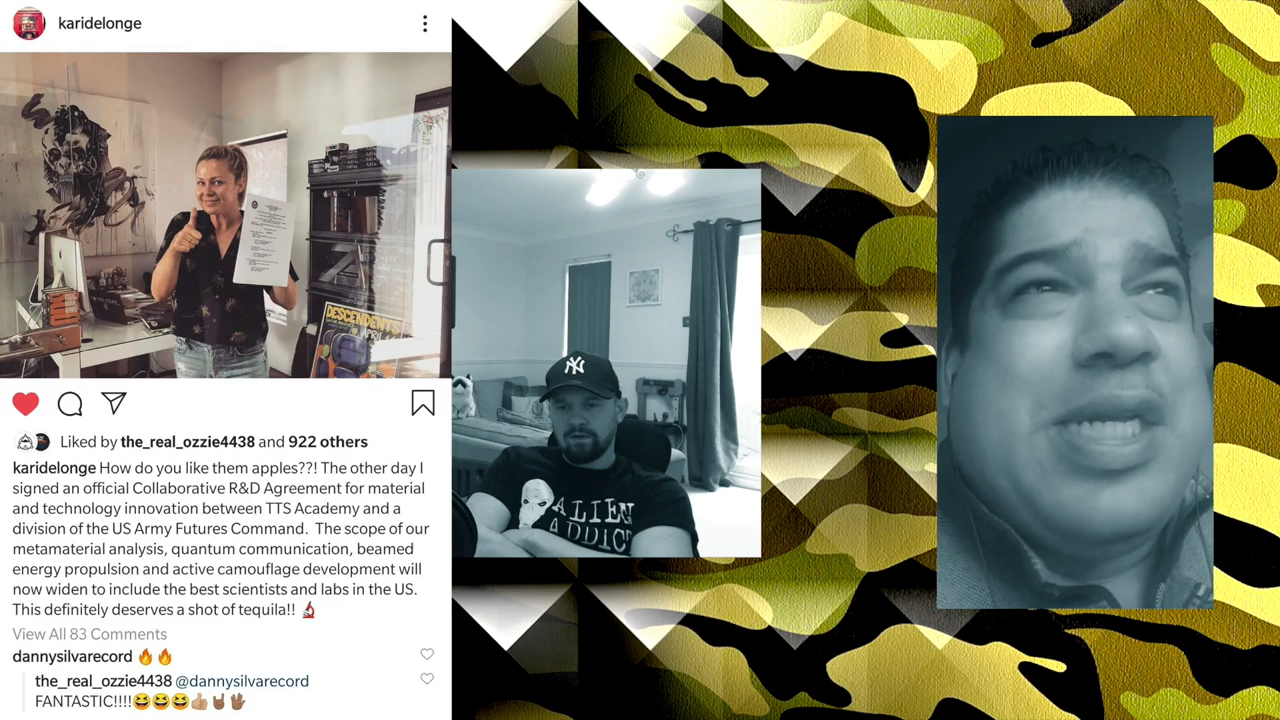 karidelonge
DESCENDENTS
APRIL
Liked by the_real_ozzie4438 and 922 others
karidelonge How do you like them apples??! The other day I
signed an official Collaborative R&D Agreement for material
and technology innovation between TTS Academy and a
division of the US Army Futures Command. The scope of our
metamaterial analysis, quantum communication, beamed
energy propulsion and active camouflage development will
now widen to include the best scientists and labs in the US.
This definitely deserves a shot of tequila!! 🔬
View All 83 Comments
dannysilvarecord 🔥🔥
the_real_ozzie4438 @dannysilvarecord
FANTASTIC!!!!😆😆😆👍🏼🤘🏽🖖🏽
NY
ALIEN
ADDIC